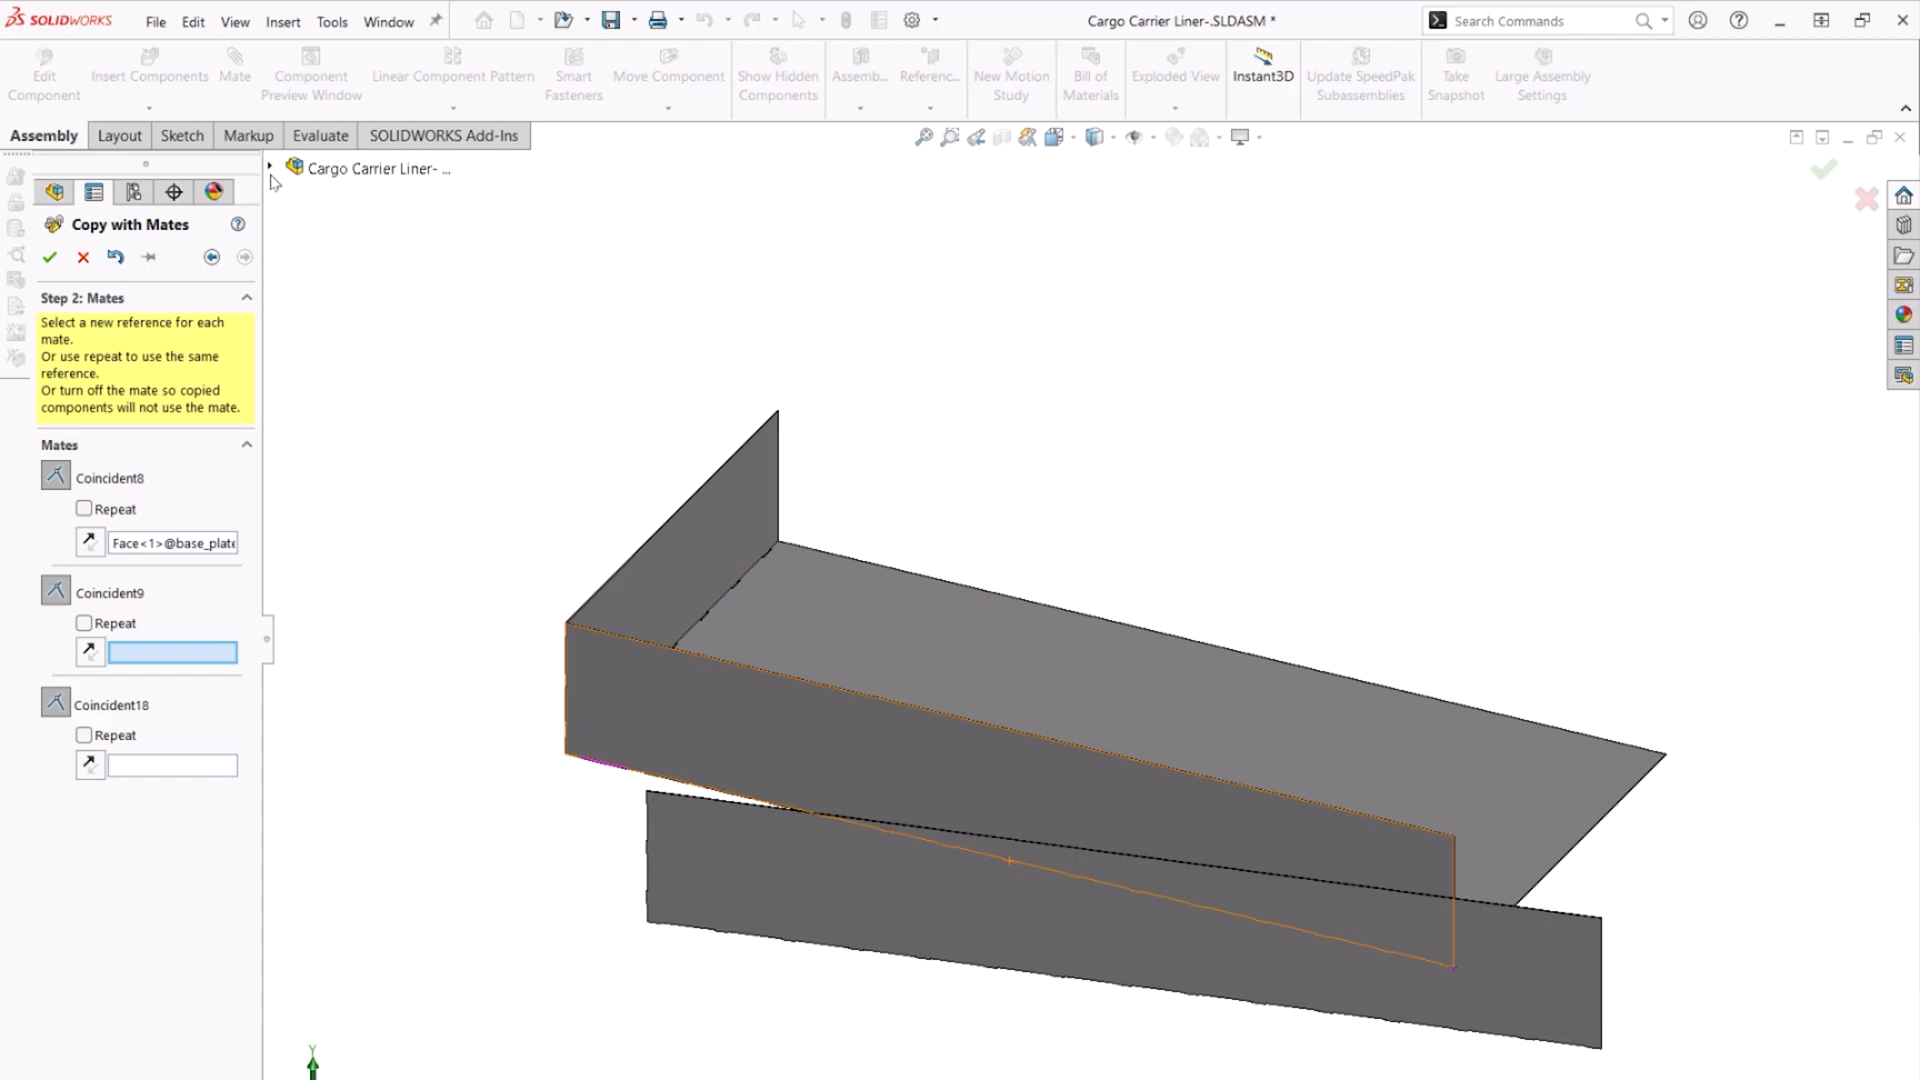 SOLIDWORKS
File Edit View Insert Tools Window
Cargo Carrier Liner-.SLDASM *
Search Commands
Edit Component
Insert Components
Mate
Component Preview Window
Linear Component Pattern
Smart Fasteners
Move Component
Show Hidden Components
Assemb...
Referenc...
New Motion Study
Bill of Materials
Exploded View
Instant3D
Update SpeedPak Subassemblies
Take Snapshot
Large Assembly Settings
Assembly Layout Sketch Markup Evaluate SOLIDWORKS Add-Ins
Cargo Carrier Liner- ...
Copy with Mates
Step 2: Mates
Select a new reference for each
mate.
Or use repeat to use the same
reference.
Or turn off the mate so copied
components will not use the mate.
Mates
Coincident8
Repeat
Face<1>@base_plate
Coincident9
Repeat
Coincident18
Repeat
Y